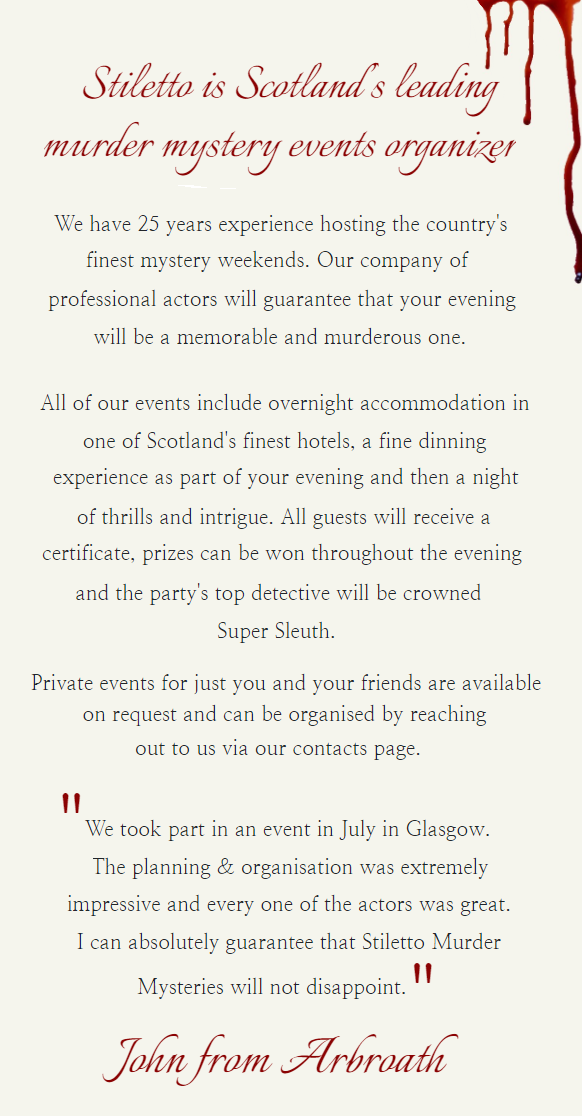 Stiletto is Scotland's leading
murder mystery events organizer
We have 25 years experience hosting the country's
finest mystery weekends. Our company of
professional actors will guarantee that your evening
will be a memorable and murderous one.
All of our events include overnight accommodation in
one of Scotland's finest hotels, a fine dinning
experience as part of your evening and then a night
of thrills and intrigue. All guests will receive a
certificate, prizes can be won throughout the evening
and the party's top detective will be crowned
Super Sleuth.
Private events for just you and your friends are available
on request and can be organised by reaching
out to us via our contacts page.
"We took part in an event in July in Glasgow.
The planning & organisation was extremely
impressive and every one of the actors was great.
I can absolutely guarantee that Stiletto Murder
Mysteries will not disappoint."
John from Arbroath